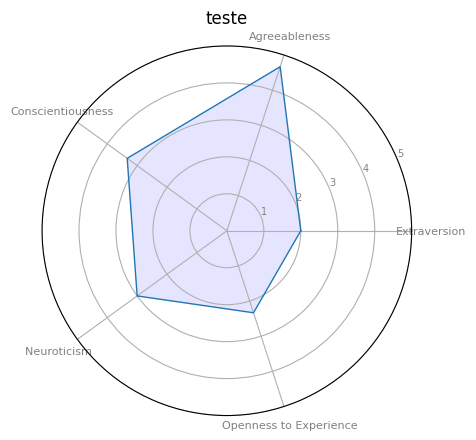 teste
Agreeableness
Conscientiousness
5
4
3
2
1
Extraversion
Neuroticism
Openness to Experience